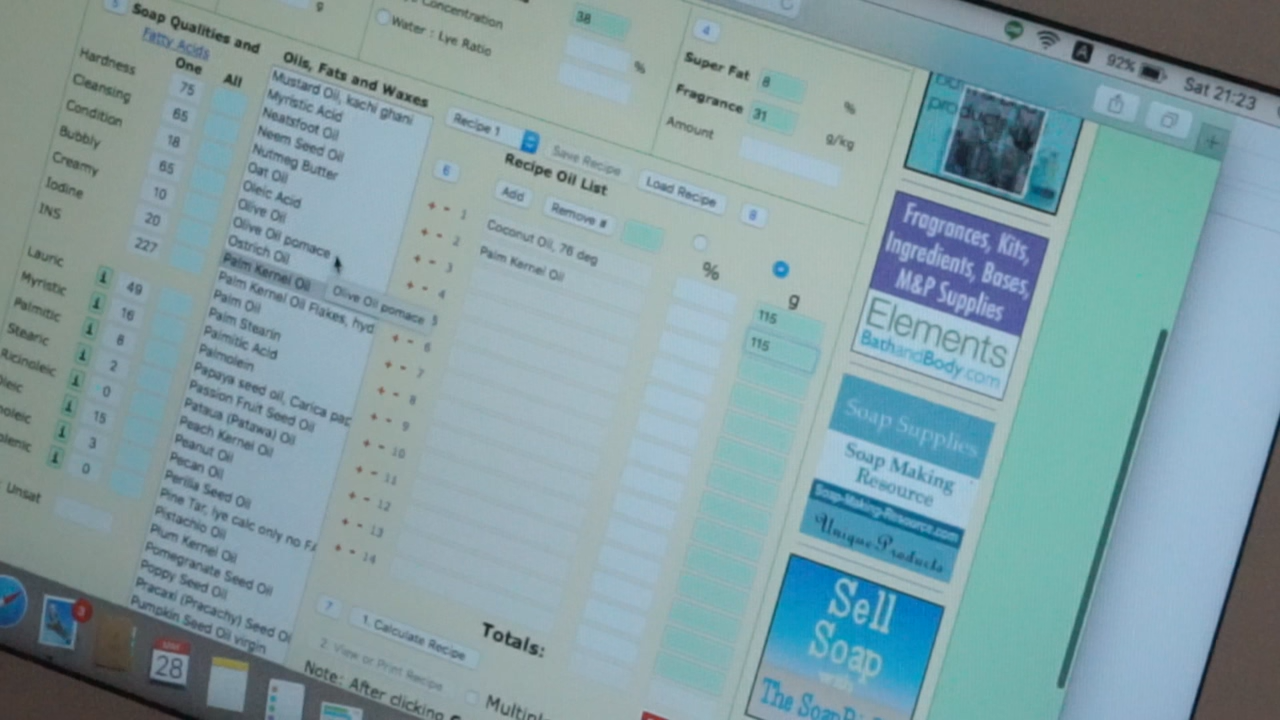 92% Sat 21:23
Concentration
38
Water : Lye Ratio
%
g
4
Super Fat
8
%
Fragrance
31
g/kg
Amount
5
Soap Qualities and
Fatty Acids
One
All
Hardness
75
Cleansing
65
Condition
18
Bubbly
65
Creamy
10
Iodine
20
INS
227
Lauric
49
Myristic
16
Palmitic
8
Stearic
2
Ricinoleic
0
15
3
0
Unsat
Oils, Fats and Waxes
Mustard Oil, kachi ghani
Myristic Acid
Neatsfoot Oil
Neem Seed Oil
Nutmeg Butter
Oat Oil
Oleic Acid
Olive Oil
Olive Oil pomace
Ostrich Oil
Palm Kernel Oil
Olive Oil pomace
Palm Kernel Oil Flakes, hyd
Palm Oil
Palm Stearin
Palmitic Acid
Palmolein
Papaya seed oil, Carica pap
Passion Fruit Seed Oil
Pataua (Patawa) Oil
Peach Kernel Oil
Peanut Oil
Pecan Oil
Perilla Seed Oil
Pine Tar, lye calc only no FA
Pistachio Oil
Plum Kernel Oil
Pomegranate Seed Oil
Poppy Seed Oil
Pracaxi (Pracachy) Seed Oi
Pumpkin Seed Oil virgin
Recipe 1
Save Recipe
Load Recipe
6
Recipe Oil List
8
Add
Remove #
%
g
+ - 1
Coconut Oil, 76 deg
115
+ - 2
Palm Kernel Oil
115
+ - 3
+ - 4
5
+ - 6
+ - 7
+ - 8
+ - 9
+ - 10
+ - 11
+ - 12
+ - 13
+ - 14
7
1. Calculate Recipe
Totals:
2. View or Print Recipe
Note: After clicking
Multipl
Fragrances, Kits,
Ingredients, Bases,
M&P Supplies
Elements
BathandBody.com
Soap Supplies
Soap Making
Resource
Soap-Making-Resource.com
Unique Products
Sell
Soap
with
3
28